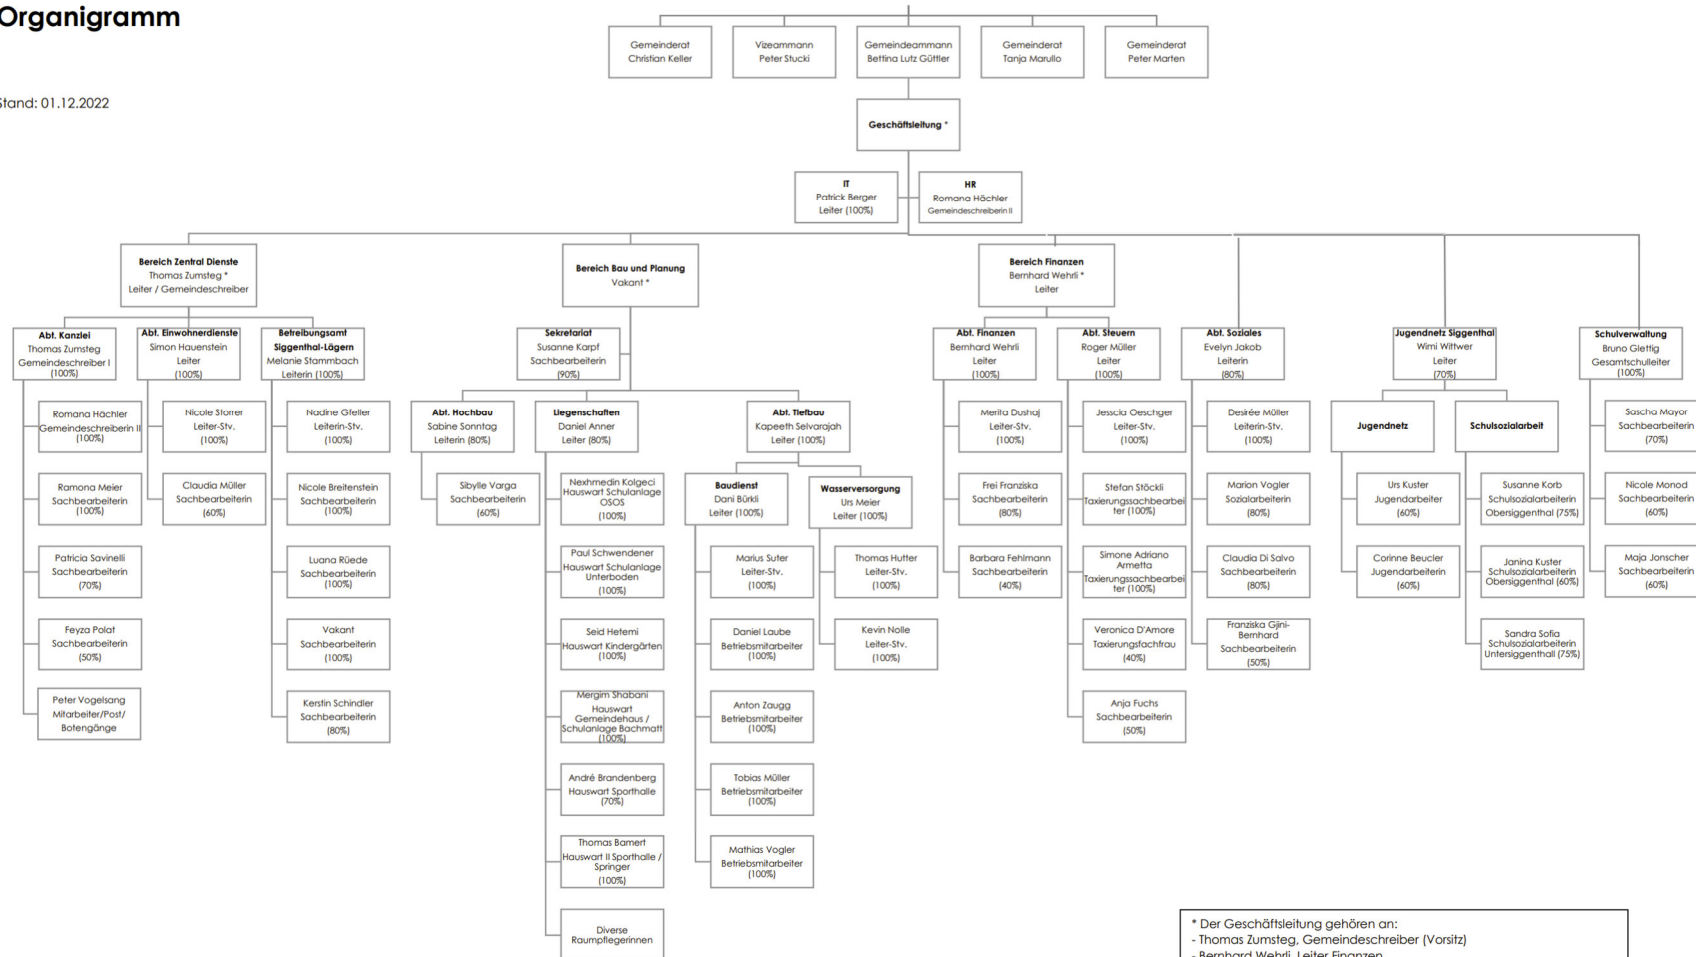 Organigramm
Stand: 01.12.2022
Gemeinderat
Christian Keller
Vizeammann
Peter Stucki
Gemeindeammann
Bettina Lutz Güttler
Gemeinderat
Tanja Marullo
Gemeinderat
Peter Marten
Geschäftsleitung *
IT
Patrick Berger
Leiter (100%)
HR
Romana Hächler
Gemeindeschreiberin II
Bereich Zentral Dienste
Thomas Zumsteg *
Leiter / Gemeindeschreiber
Bereich Bau und Planung
Vakant *
Bereich Finanzen
Bernhard Wehrli *
Leiter
Abt. Kanzlei
Thomas Zumsteg
Gemeindeschreiber I
(100%)
Abt. Einwohnerdienste
Simon Hauenstein
Leiter
(100%)
Betreibungsamt
Siggenthal-Lägern
Melanie Stammbach
Leiterin (100%)
Sekretariat
Susanne Karpf
Sachbearbeiterin
(90%)
Abt. Finanzen
Bernhard Wehrli
Leiter
(100%)
Abt. Steuern
Roger Müller
Leiter
(100%)
Abt. Soziales
Evelyn Jakob
Leiterin
(80%)
Jugendnetz Siggenthal
Wimi Wittwer
Leiter
(70%)
Schulverwaltung
Bruno Glettig
Gesamtschulleiter
(100%)
Romana Hächler
Gemeindeschreiberin II
(100%)
Ramona Meier
Sachbearbeiterin
(100%)
Patricia Savinelli
Sachbearbeiterin
(70%)
Feyza Polat
Sachbearbeiterin
(50%)
Peter Vogelsang
Mitarbeiter/Post/
Botengänge
Nicole Storrer
Leiter-Stv.
(100%)
Claudia Müller
Sachbearbeiterin
(60%)
Nadine Gfeller
Leiterin-Stv.
(100%)
Nicole Breitenstein
Sachbearbeiterin
(100%)
Luana Rüede
Sachbearbeiterin
(100%)
Vakant
Sachbearbeiterin
(100%)
Kerstin Schindler
Sachbearbeiterin
(80%)
Abt. Hochbau
Sabine Sonntag
Leiterin (80%)
Sibylle Varga
Sachbearbeiterin
(60%)
Liegenschaften
Daniel Anner
Leiter (80%)
Nexhmedin Kolgeci
Hauswart Schulanlage
OSOS
(100%)
Paul Schwendener
Hauswart Schulanlage
Unterboden
(100%)
Seid Hetemi
Hauswart Kindergärten
(100%)
Mergim Shabani
Hauswart
Gemeindehaus /
Schulanlage Bachmatt
(100%)
André Brandenberg
Hauswart Sporthalle
(70%)
Thomas Bamert
Hauswart II Sporthalle /
Springer
(100%)
Diverse
Raumpflegerinnen
Abt. Tiefbau
Kapeeth Selvarajah
Leiter (100%)
Baudienst
Dani Bürkli
Leiter (100%)
Marius Suter
Leiter-Stv.
(100%)
Daniel Laube
Betriebsmitarbeiter
(100%)
Anton Zaugg
Betriebsmitarbeiter
(100%)
Tobias Müller
Betriebsmitarbeiter
(100%)
Mathias Vogler
Betriebsmitarbeiter
(100%)
Wasserversorgung
Urs Meier
Leiter (100%)
Thomas Hutter
Leiter-Stv.
(100%)
Kevin Nolle
Leiter-Stv.
(100%)
Merita Dushaj
Leiter-Stv.
(100%)
Frei Franziska
Sachbearbeiterin
(80%)
Barbara Fehlmann
Sachbearbeiterin
(40%)
Jesscia Oeschger
Leiter-Stv.
(100%)
Stefan Stöckli
Taxierungssachbearbei
ter (100%)
Simone Adriano
Armetta
Taxierungssachbearbei
ter (100%)
Veronica D'Amore
Taxierungsfachfrau
(40%)
Anja Fuchs
Sachbearbeiterin
(50%)
Desirée Müller
Leiterin-Stv.
(100%)
Marion Vogler
Sozialarbeiterin
(80%)
Claudia Di Salvo
Sachbearbeiterin
(80%)
Franziska Gjini-
Bernhard
Sachbearbeiterin
(50%)
Jugendnetz
Urs Kuster
Jugendarbeiter
(60%)
Corinne Beucler
Jugendarbeiterin
(60%)
Schulsozialarbeit
Susanne Korb
Schulsozialarbeiterin
Obersiggenthal (75%)
Janina Kuster
Schulsozialarbeiterin
Obersiggenthal (60%)
Sandra Sofia
Schulsozialarbeiterin
Untersiggenthall (75%)
Sascha Mayor
Sachbearbeiterin
(70%)
Nicole Monod
Sachbearbeiterin
(60%)
Maja Jonscher
Sachbearbeiterin
(60%)
* Der Geschäftsleitung gehören an:
- Thomas Zumsteg, Gemeindeschreiber (Vorsitz)
- Bernhard Wehrli, Leiter Finanzen